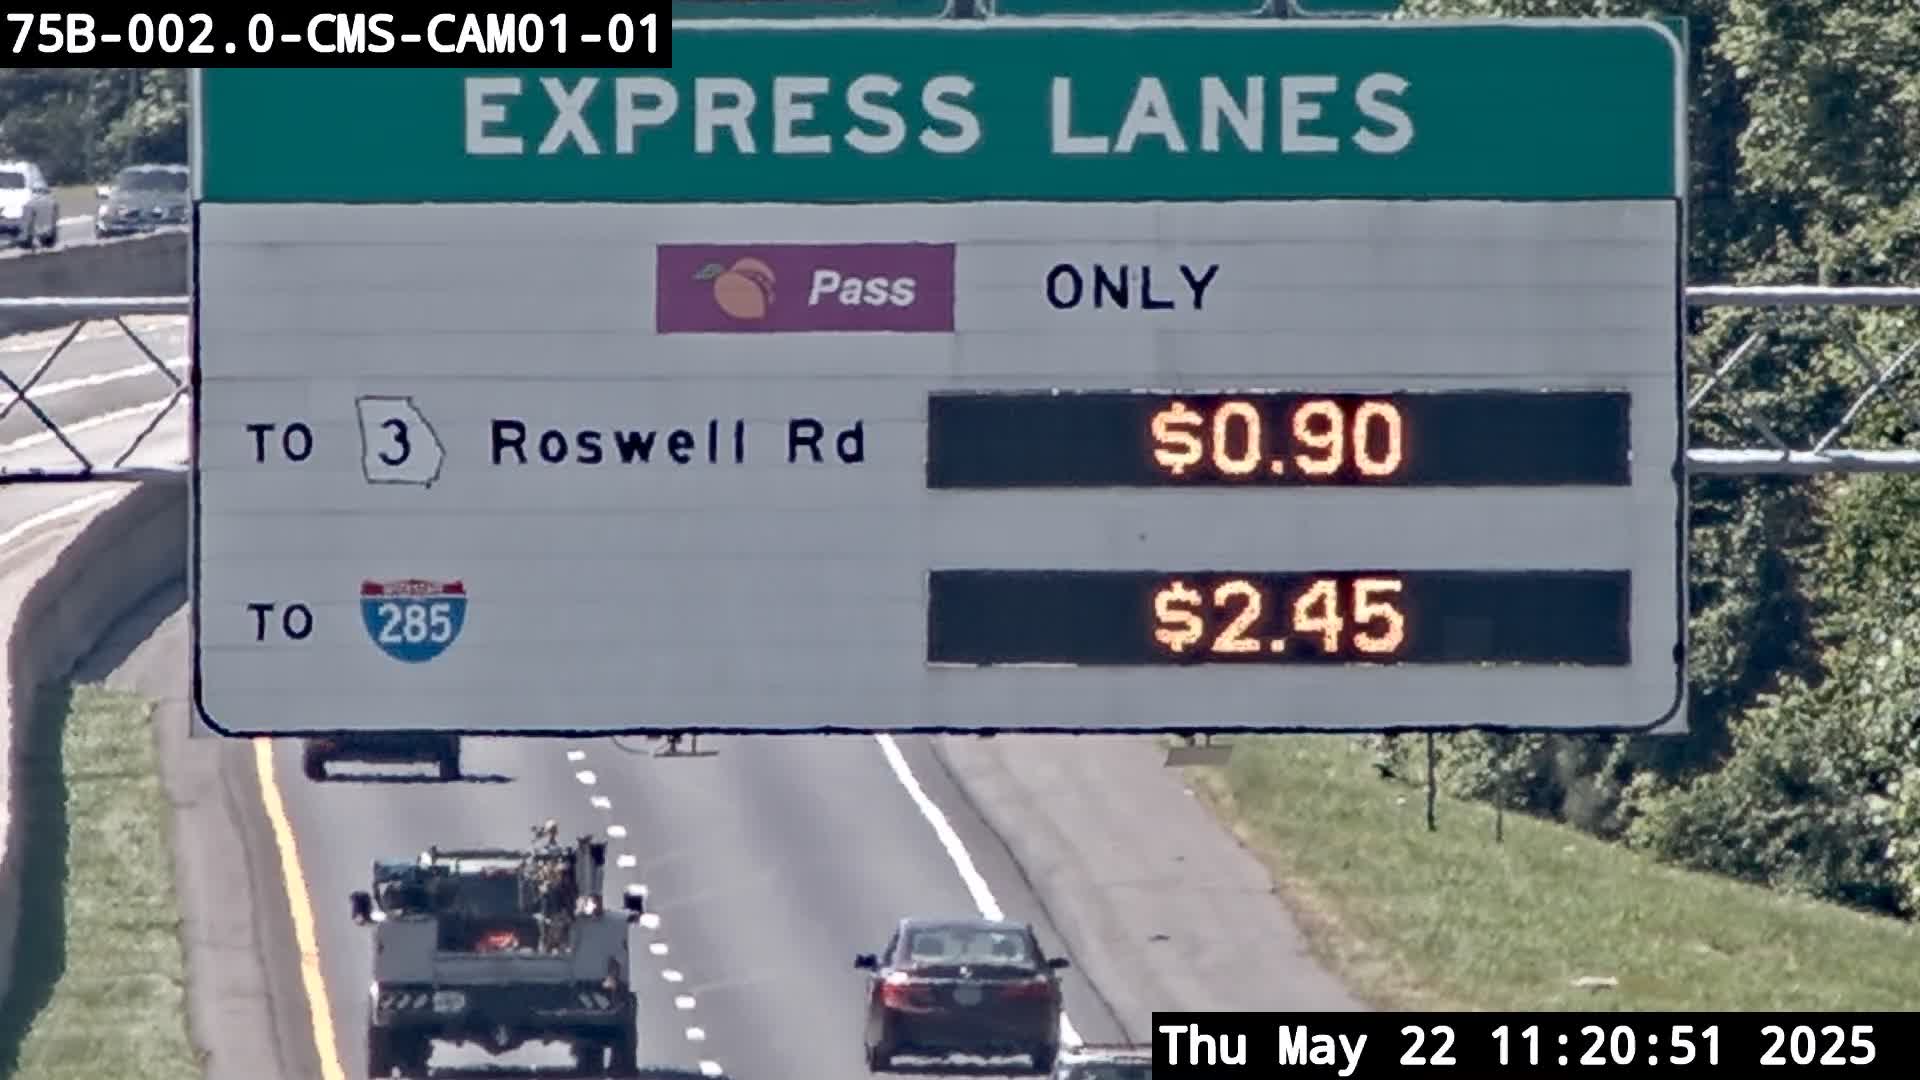 75B-002.0-CMS-CAM01-01
EXPRESS LANES
Pass ONLY
TO 3 Roswell Rd $0.90
TO 285 $2.45
Thu May 22 11:20:51 2025